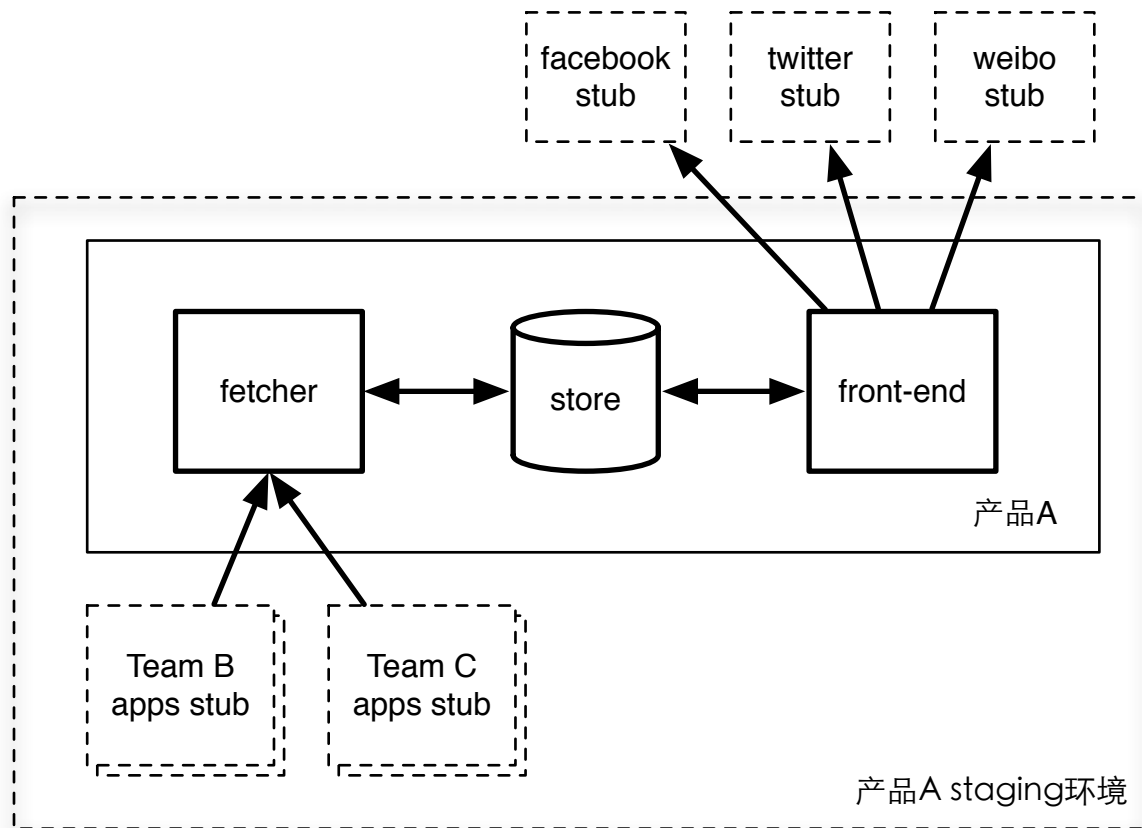 facebook
stub
twitter
stub
weibo
stub
fetcher
store
front-end
产品A
Team B
apps stub
Team C
apps stub
产品A staging环境